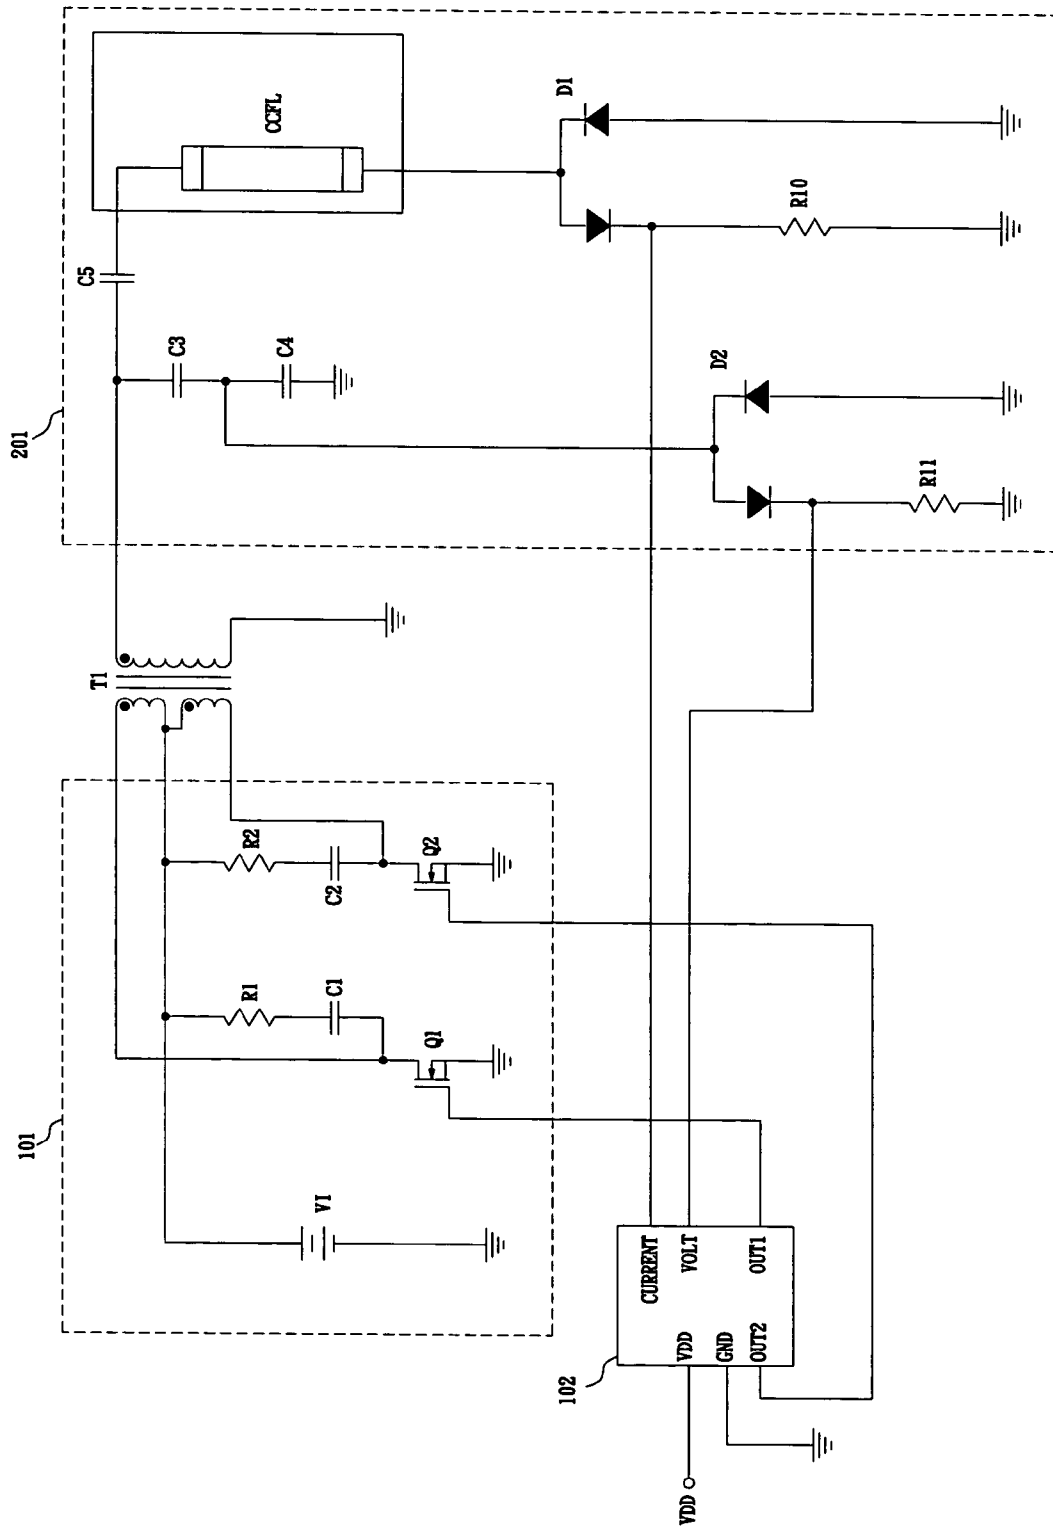 201
CCFL
C5
C3
C4
D1
R10
D2
R11
T1
101
R2
C2
Q2
R1
C1
Q1
VI
102
CURRENT
VOLT
OUT1
VDD
GND
OUT2
VDD